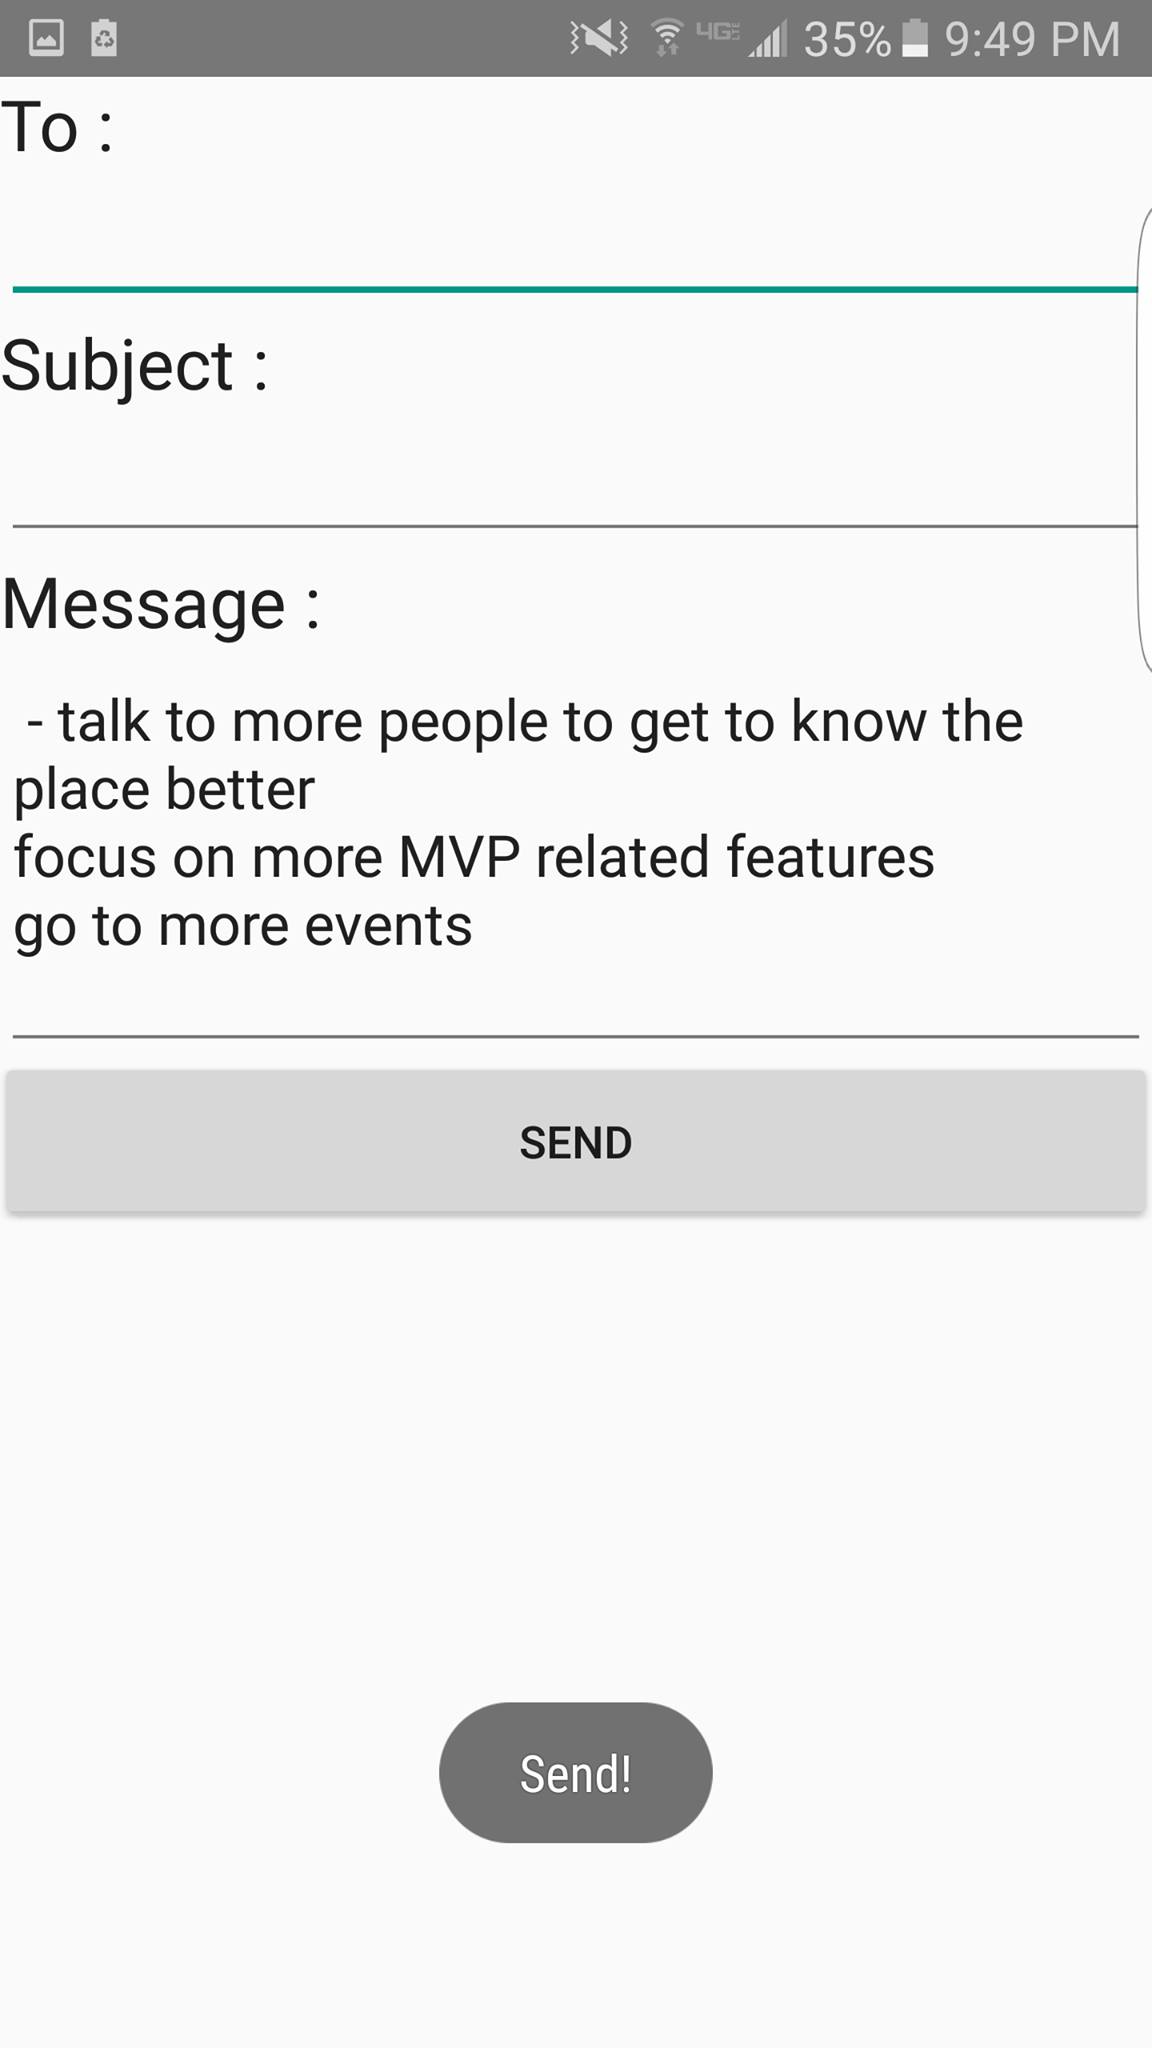 4G 35% 9:49 PM
To :
Subject :
Message :
- talk to more people to get to know the
place better
focus on more MVP related features
go to more events
SEND
Send!